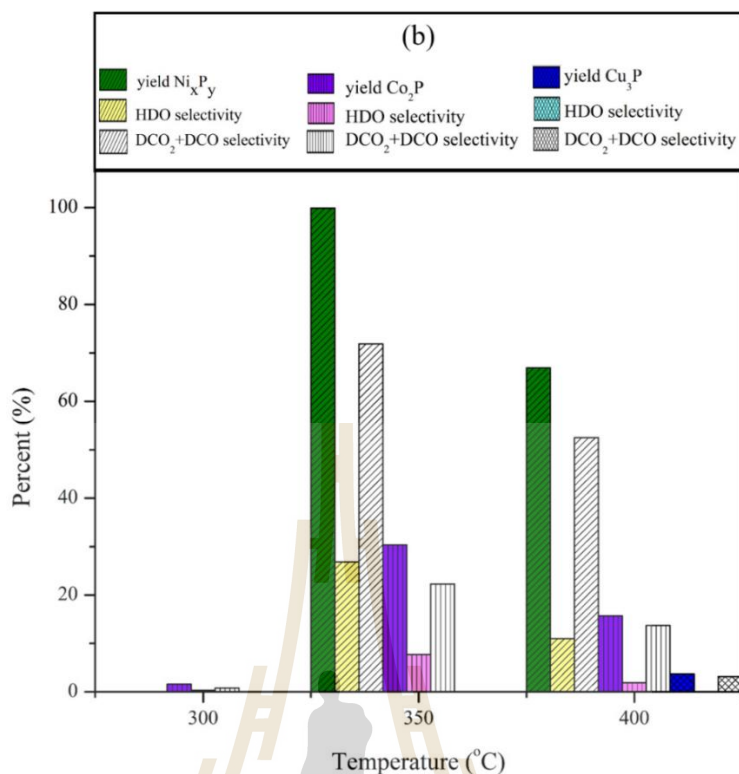 (b)
yield NiₓPᵧ yield Co₂P yield Cu₃P
HDO selectivity HDO selectivity HDO selectivity
DCO₂+DCO selectivity DCO₂+DCO selectivity DCO₂+DCO selectivity
100
80
60
40
20
0
Percent (%)
300 350 400
Temperature (°C)